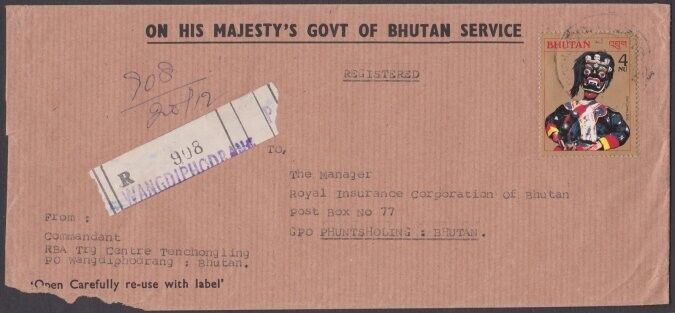 ON HIS MAJESTY'S GOVT OF BHUTAN SERVICE
BHUTAN འབྲུག
4
NU
REGISTERED
908
R
908
WANGDIPHODRANG
TO,
The Manager
Royal Insurance Corporation of Bhutan
Post Box No 77
GPO PHUNTSHOLING : BHUTAN.
From :
Commandant
RBA Trg Centre Tenchongling
PO Wangdiphodrang : Bhutan.
'Open Carefully re-use with label'